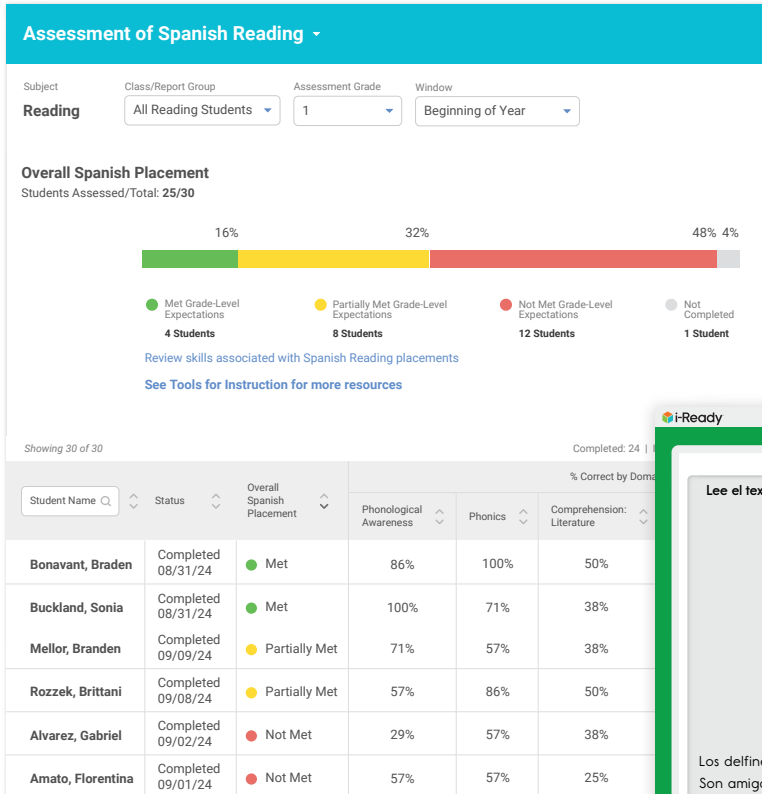 Assessment of Spanish Reading
Subject
Class/Report Group
Assessment Grade
Window
Reading
All Reading Students
1
Beginning of Year
Overall Spanish Placement
Students Assessed/Total: 25/30
16% 32% 48% 4%
Met Grade-Level
Expectations
4 Students
Partially Met Grade-Level
Expectations
8 Students
Not Met Grade-Level
Expectations
12 Students
Not
Completed
1 Student
Review skills associated with Spanish Reading placements
See Tools for Instruction for more resources
i-Ready
Showing 30 of 30
Completed: 24 |
% Correct by Doma
Student Name
Status
Overall
Spanish
Placement
Phonological
Awareness
Phonics
Comprehension:
Literature
Lee el tex
Bonavant, Braden Completed 08/31/24 Met 86% 100% 50%
Buckland, Sonia Completed 08/31/24 Met 100% 71% 38%
Mellor, Branden Completed 09/09/24 Partially Met 71% 57% 38%
Rozzek, Brittani Completed 09/08/24 Partially Met 57% 86% 50%
Alvarez, Gabriel Completed 09/02/24 Not Met 29% 57% 38%
Amato, Florentina Completed 09/01/24 Not Met 57% 57% 25%
Los delfine
Son amigo